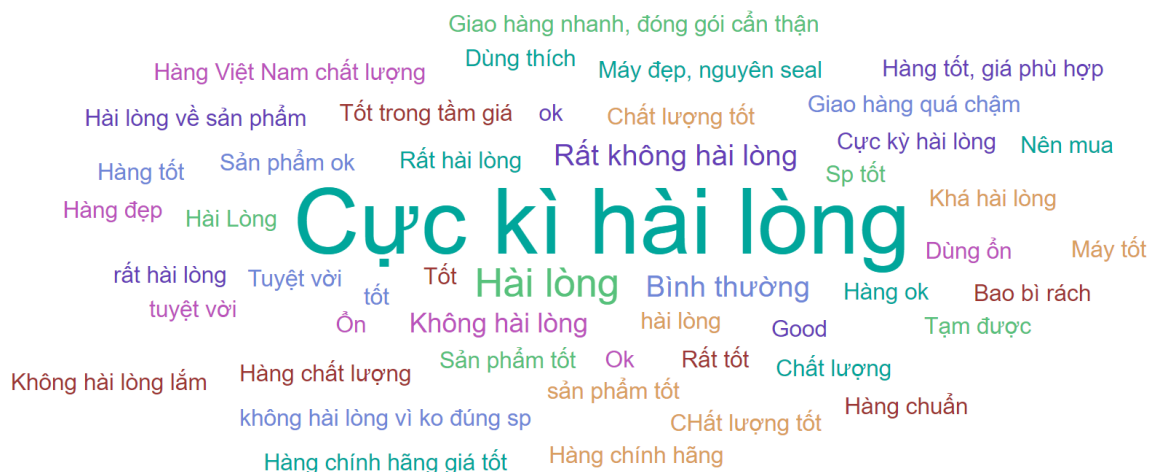 Giao hàng nhanh, đóng gói cẩn thận
Dùng thích
Hàng Việt Nam chất lượng
Máy đẹp, nguyên seal
Hàng tốt, giá phù hợp
Hài lòng về sản phẩm
Tốt trong tầm giá
ok
Chất lượng tốt
Giao hàng quá chậm
Hàng tốt
Sản phẩm ok
Rất hài lòng
Rất không hài lòng
Cực kỳ hài lòng
Nên mua
Sp tốt
Hàng đẹp
Hài Lòng
Cực kì hài lòng
Khá hài lòng
Dùng ổn
Máy tốt
rất hài lòng
Tuyệt vời
tốt
Tốt
Hài lòng
Bình thường
Hàng ok
Bao bì rách
tuyệt vời
Ổn
Không hài lòng
hài lòng
Good
Tạm được
Không hài lòng lắm
Hàng chất lượng
Sản phẩm tốt
Ok
Rất tốt
Chất lượng
sản phẩm tốt
không hài lòng vì ko đúng sp
CHất lượng tốt
Hàng chuẩn
Hàng chính hãng giá tốt
Hàng chính hãng